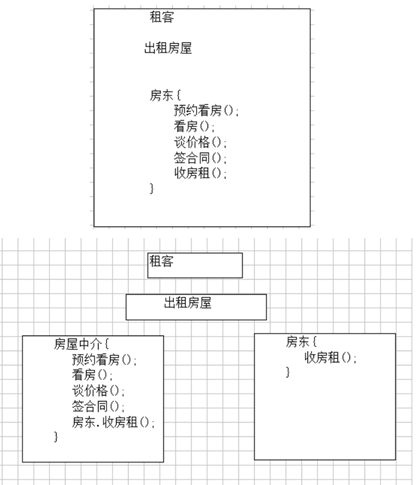 租客
出租房屋
房东{
预约看房();
看房();
谈价格();
签合同();
收房租();
}
租客
出租房屋
房屋中介{
预约看房();
看房();
谈价格();
签合同();
房东.收房租();
}
房东{
收房租();
}